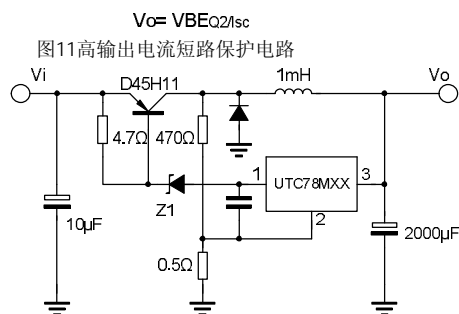 Vo= VBEQ2/Isc
图11高输出电流短路保护电路
Vi
D45H11
1mH
Vo
4.7Ω
470Ω
1
UTC78MXX
3
Z1
2
10μF
2000μF
0.5Ω